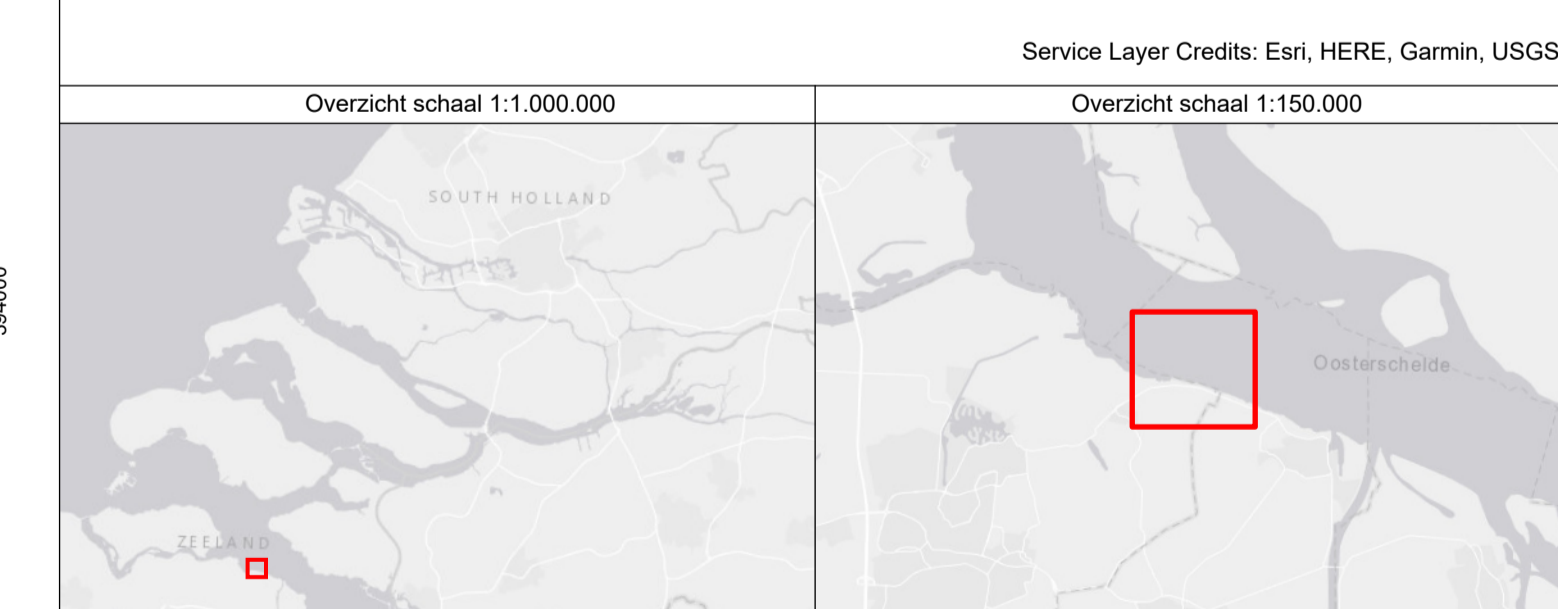 Service Layer Credits: Esri, HERE, Garmin, USGS
Overzicht schaal 1:1.000.000
Overzicht schaal 1:150.000
SOUTH HOLLAND
Oosterschelde
ZEELAND